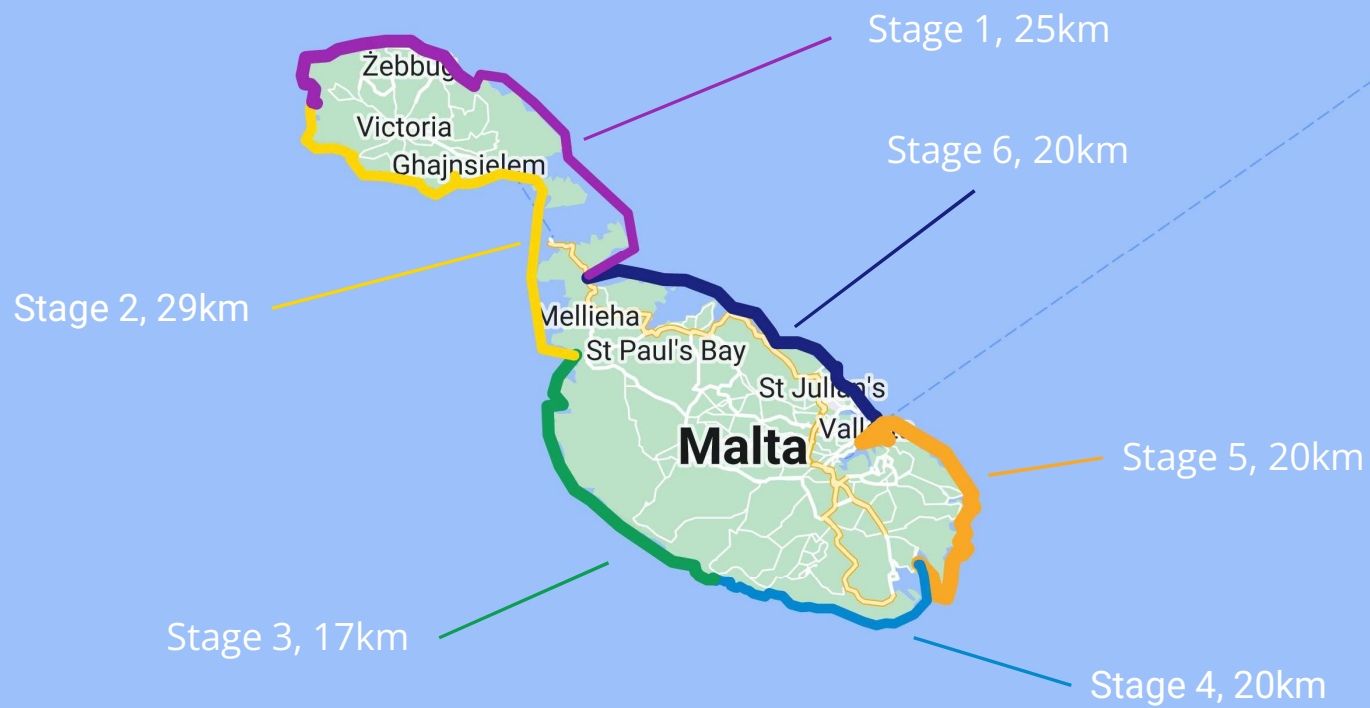 Stage 1, 25km
Żebbug
Victoria
Stage 6, 20km
Ghajnsielem
Stage 2, 29km
Mellieha
St Paul's Bay
St Julian's
Malta
Stage 5, 20km
Stage 3, 17km
Stage 4, 20km